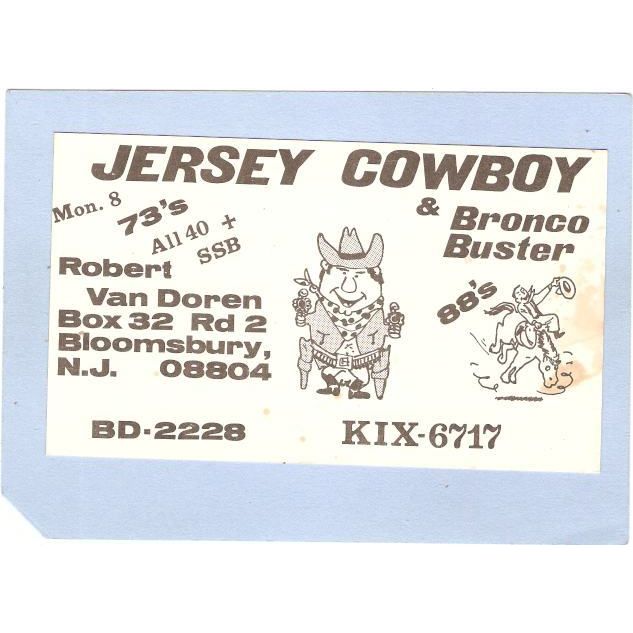 JERSEY COWBOY
& Bronco
Buster
Mon. 8
73's
All 40 +
SSB
Robert
Van Doren
Box 32 Rd 2
Bloomsbury,
N.J. 08804
88's
BD-2228
KIX-6717